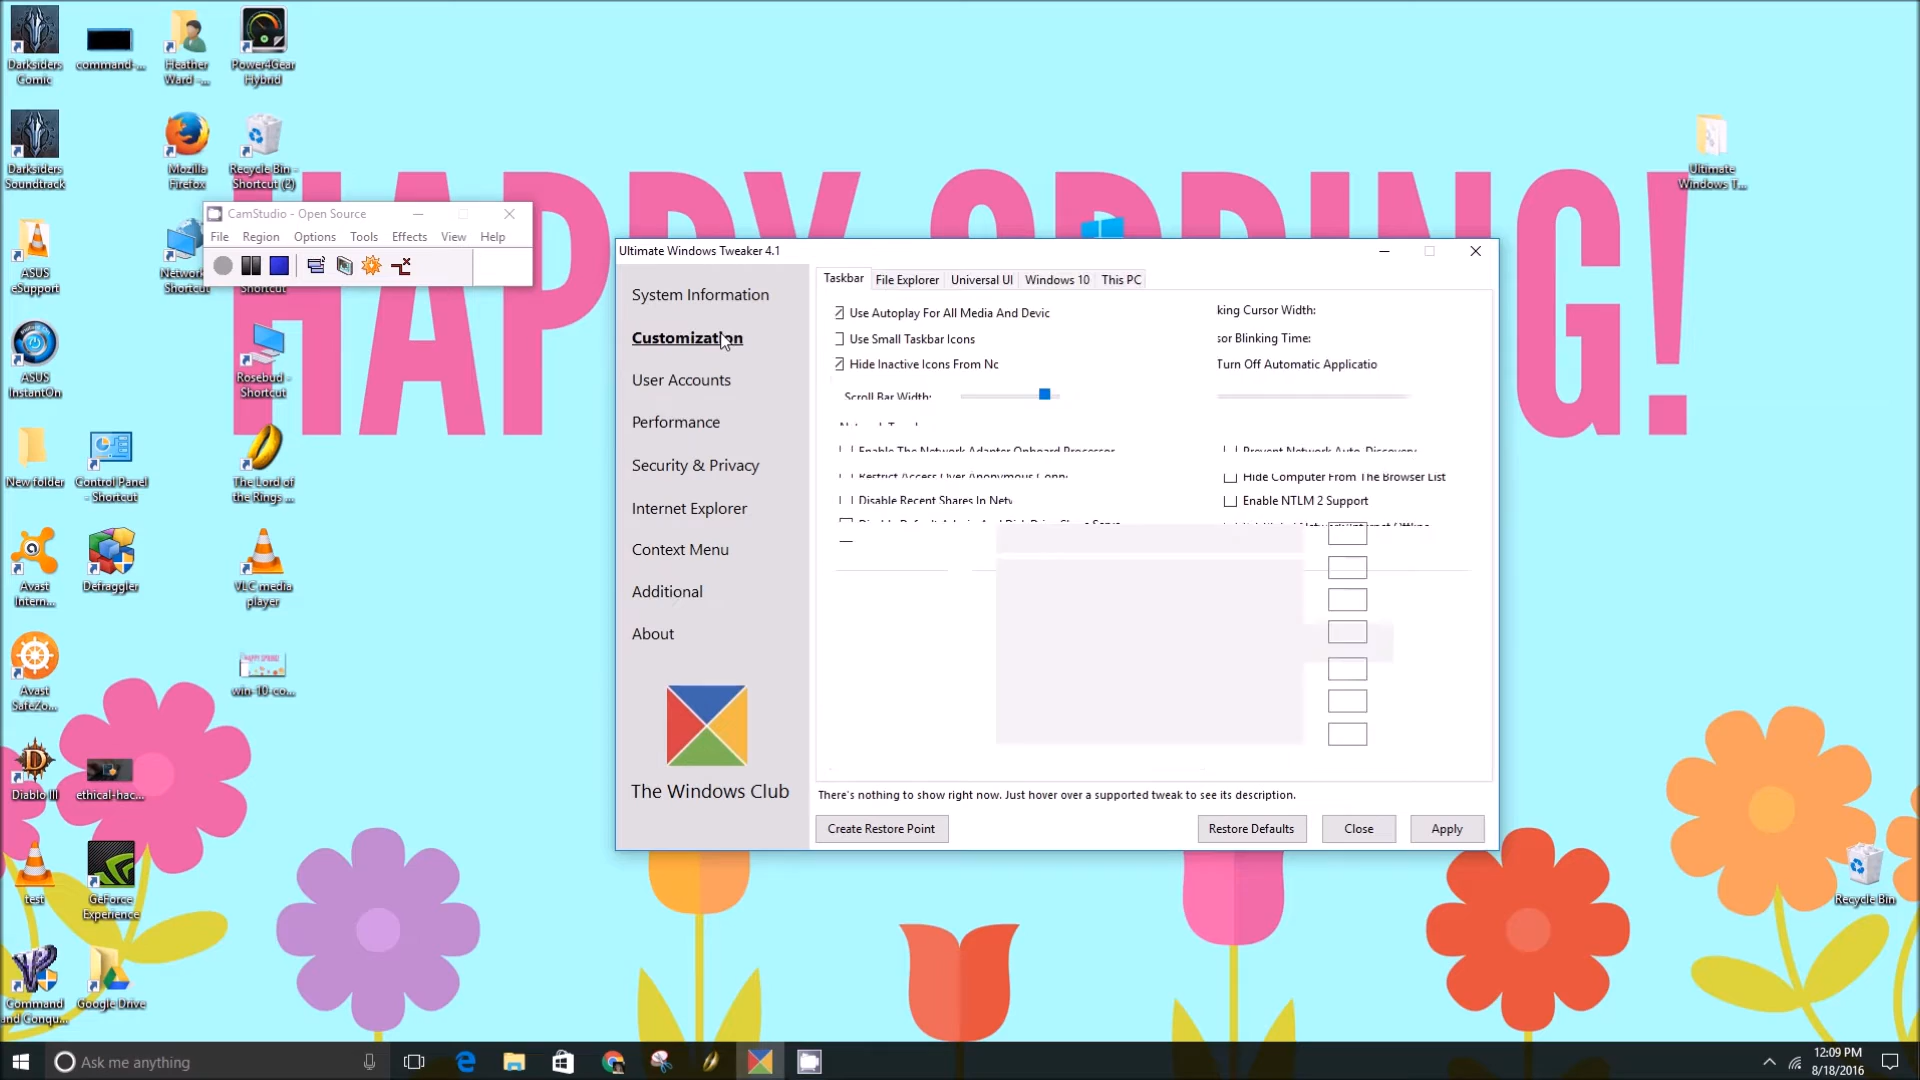 HAPPY SPRING!
Darksiders
Comic
command-...
Heather
Ward -...
Power4Gear
Hybrid
Darksiders
Soundtrack
Mozilla
Firefox
Recycle Bin -
Shortcut (2)
Ultimate
Windows T...
ASUS
eSupport
Network
Shortcut
Shortcut
CamStudio - Open Source
File Region Options Tools Effects View Help
ASUS
InstantOn
Rosebud -
Shortcut
New folder
Control Panel
- Shortcut
The Lord of
the Rings ...
Avast
Intern...
Defraggler
VLC media
player
Avast
SafeZo...
win-10-co...
Diablo III
ethical-hac...
test
GeForce
Experience
Command
and Conqu...
Google Drive
Recycle Bin
Ultimate Windows Tweaker 4.1
System Information
Customization
User Accounts
Performance
Security & Privacy
Internet Explorer
Context Menu
Additional
About
The Windows Club
Taskbar File Explorer Universal UI Windows 10 This PC
Use Autoplay For All Media And Devic
king Cursor Width:
Use Small Taskbar Icons
sor Blinking Time:
Hide Inactive Icons From Nc
Turn Off Automatic Applicatio
Scroll Bar Width:
Enable The Network Adapter Onboard Processor
Prevent Network Auto-Discovery
Restrict Access Over Anonymous Conn
Hide Computer From The Browser List
Disable Recent Shares In Netv
Enable NTLM 2 Support
There's nothing to show right now. Just hover over a supported tweak to see its description.
Create Restore Point
Restore Defaults
Close
Apply
Ask me anything
12:09 PM
8/18/2016